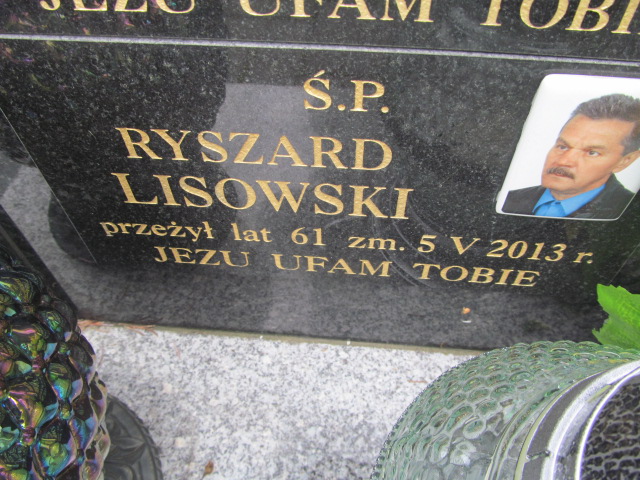 JEZU UFAM TOBIE
Ś.P.
RYSZARD
LISOWSKI
przeżył lat 61 zm. 5 V 2013 r.
JEZU UFAM TOBIE